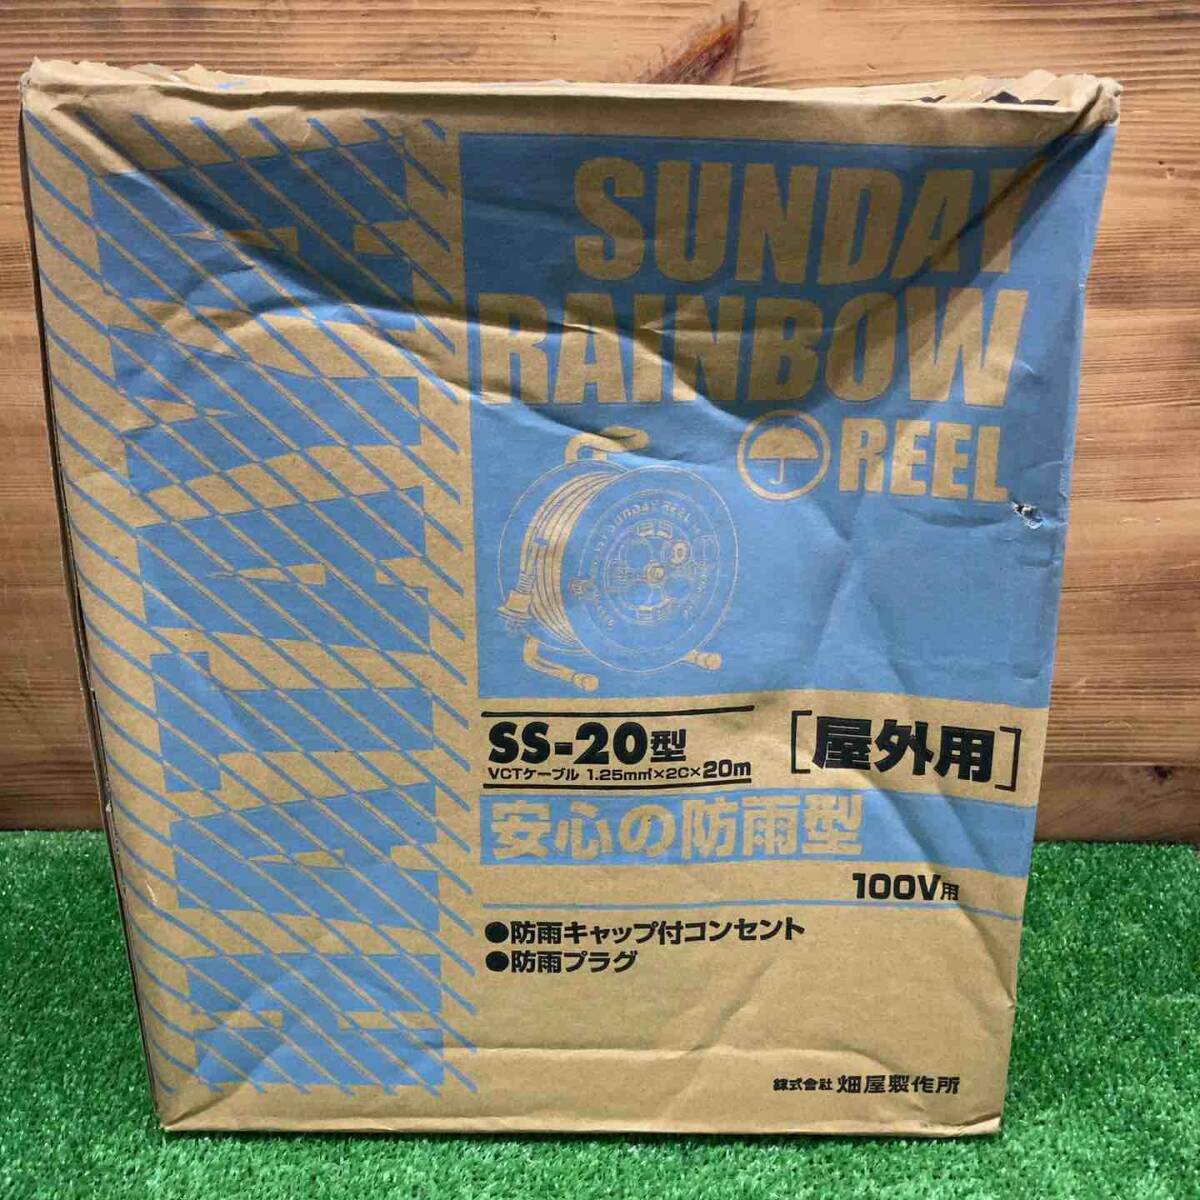 SUNDAY
RAINBOW
REEL
SS-20型
VCTケーブル 1.25mm²×2C×20m
[屋外用]
安心の防雨型
100V用
●防雨キャップ付コンセント
●防雨プラグ
株式会社 畑屋製作所